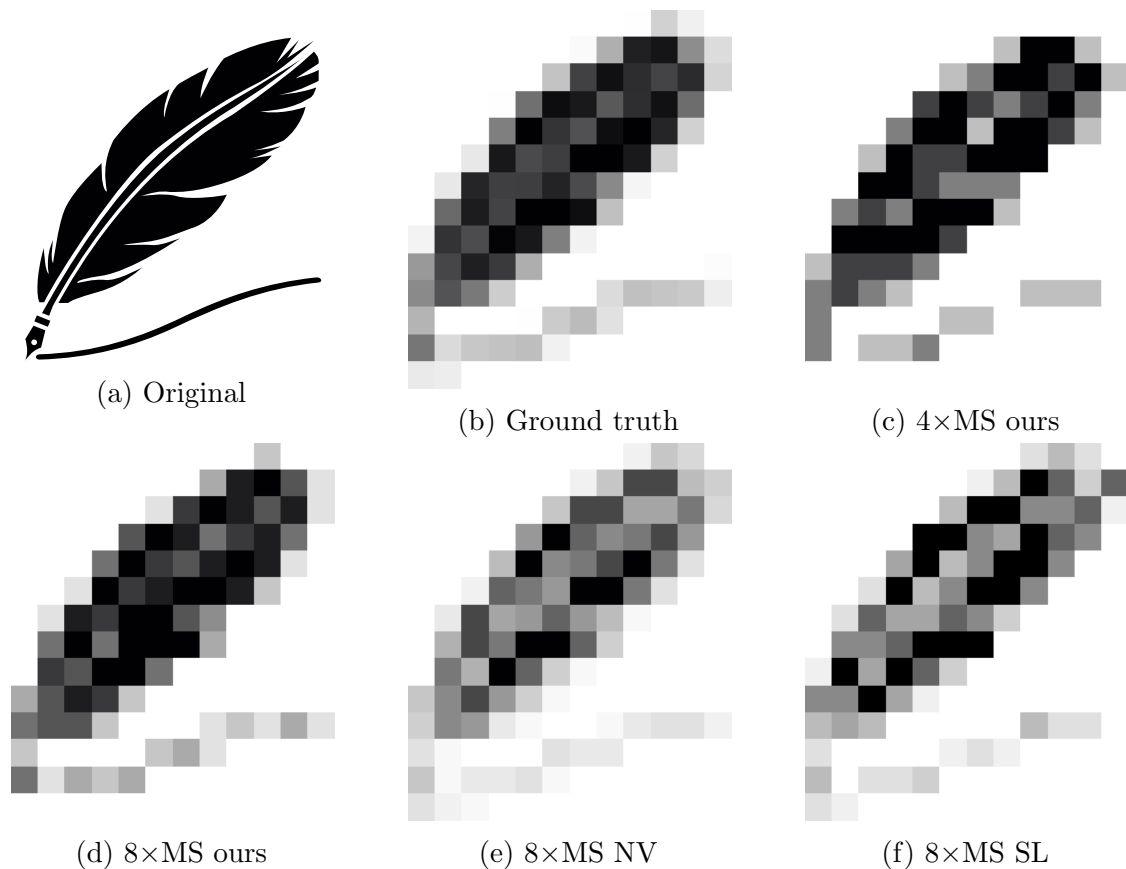 (a) Original
(b) Ground truth
(c) 4×MS ours
(d) 8×MS ours
(e) 8×MS NV
(f) 8×MS SL